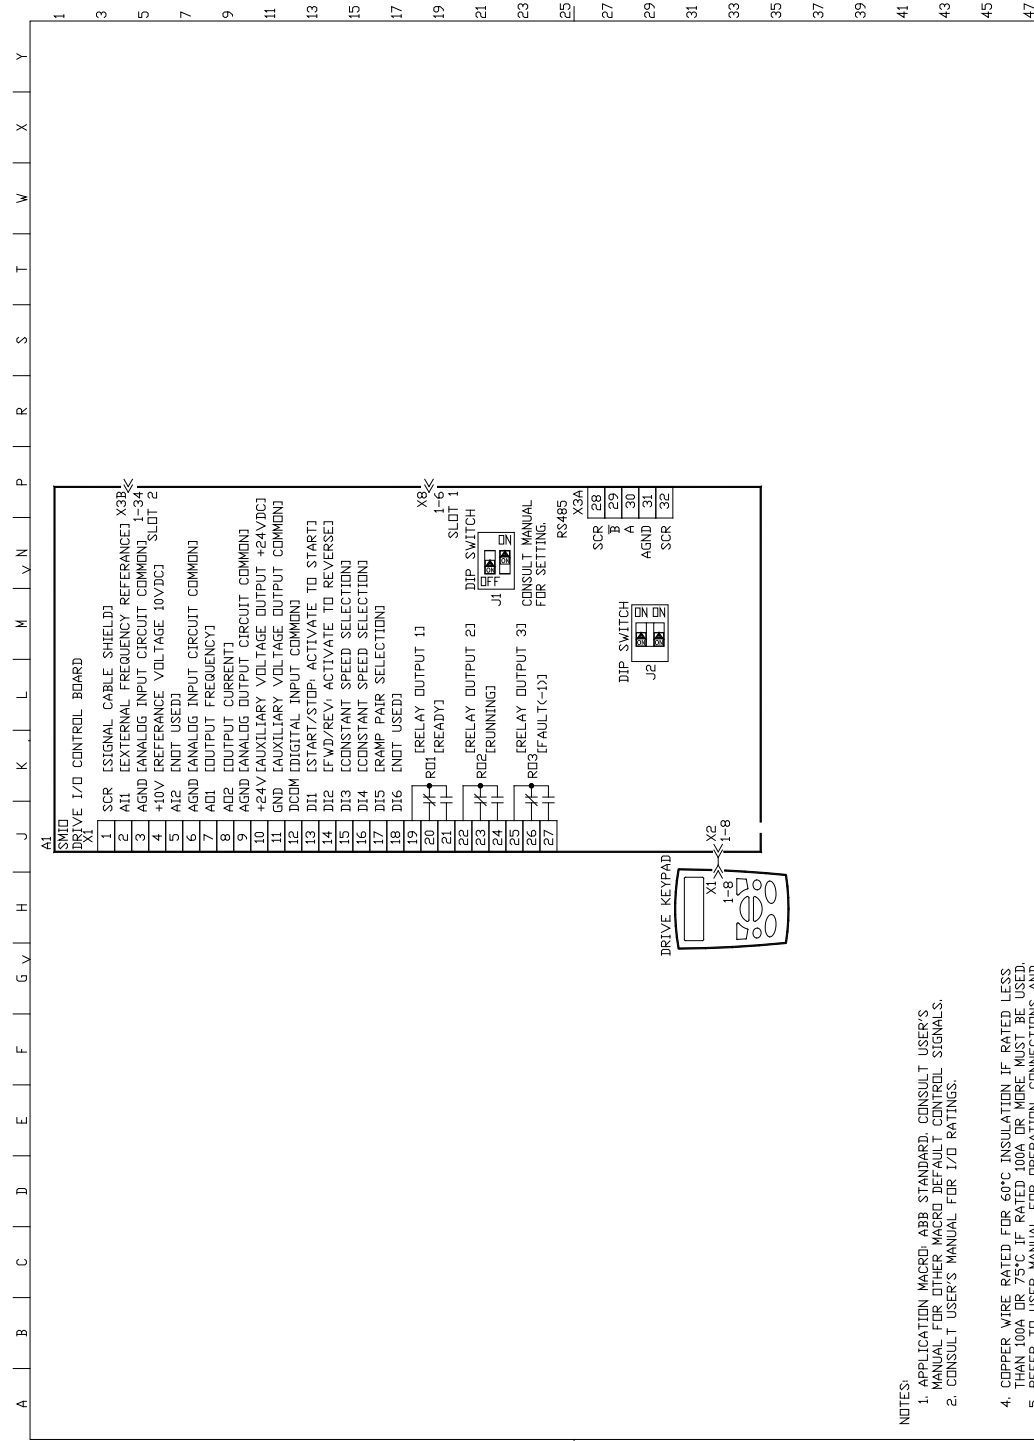 A B C D E F G H J K L M N P R S T W X Y
1
3
5
7
9
11
13
15
17
19
21
23
25
27
29
31
33
35
37
39
41
43
45
47
A1
SMIO
DRIVE I/O CONTROL BOARD
X1
1 SCR [SIGNAL CABLE SHIELD]
2 AI1 [EXTERNAL FREQUENCY REFERANCE]
3 AGND [ANALOG INPUT CIRCUIT COMMON]
4 +10V [REFERANCE VOLTAGE 10VDC]
5 AI2 [NOT USED]
6 AGND [ANALOG INPUT CIRCUIT COMMON]
7 AO1 [OUTPUT FREQUENCY]
8 AO2 [OUTPUT CURRENT]
9 AGND [ANALOG OUTPUT CIRCUIT COMMON]
10 +24V [AUXILIARY VOLTAGE OUTPUT +24VDC]
11 GND [AUXILIARY VOLTAGE OUTPUT COMMON]
12 DCOM [DIGITAL INPUT COMMON]
13 DI1 [START/STOP: ACTIVATE TO START]
14 DI2 [FWD/REV: ACTIVATE TO REVERSE]
15 DI3 [CONSTANT SPEED SELECTION]
16 DI4 [CONSTANT SPEED SELECTION]
17 DI5 [RAMP PAIR SELECTION]
18 DI6 [NOT USED]
19
20 RO1 [RELAY OUTPUT 1]
[READY]
21
22
23 RO2 [RELAY OUTPUT 2]
[RUNNING]
24
25
26 RO3 [RELAY OUTPUT 3]
[FAULT(-1)]
27
X3B
1-34
SLOT 2
X8
1-6
SLOT 1
DIP SWITCH
OFF
ON
J1
CONSULT MANUAL
FOR SETTING.
RS485
X3A
SCR 28
B 29
A 30
AGND 31
SCR 32
DIP SWITCH
ON ON
J2
DRIVE KEYPAD
X1
1-8
X2
1-8
NOTES:
1. APPLICATION MACRO: ABB STANDARD. CONSULT USER'S
MANUAL FOR OTHER MACRO DEFAULT CONTROL SIGNALS.
2. CONSULT USER'S MANUAL FOR I/O RATINGS.
4. COPPER WIRE RATED FOR 60°C INSULATION IF RATED LESS
THAN 100A OR 75°C IF RATED 100A OR MORE MUST BE USED.
5. REFER TO USER MANUAL FOR OPERATION, CONNECTIONS AND